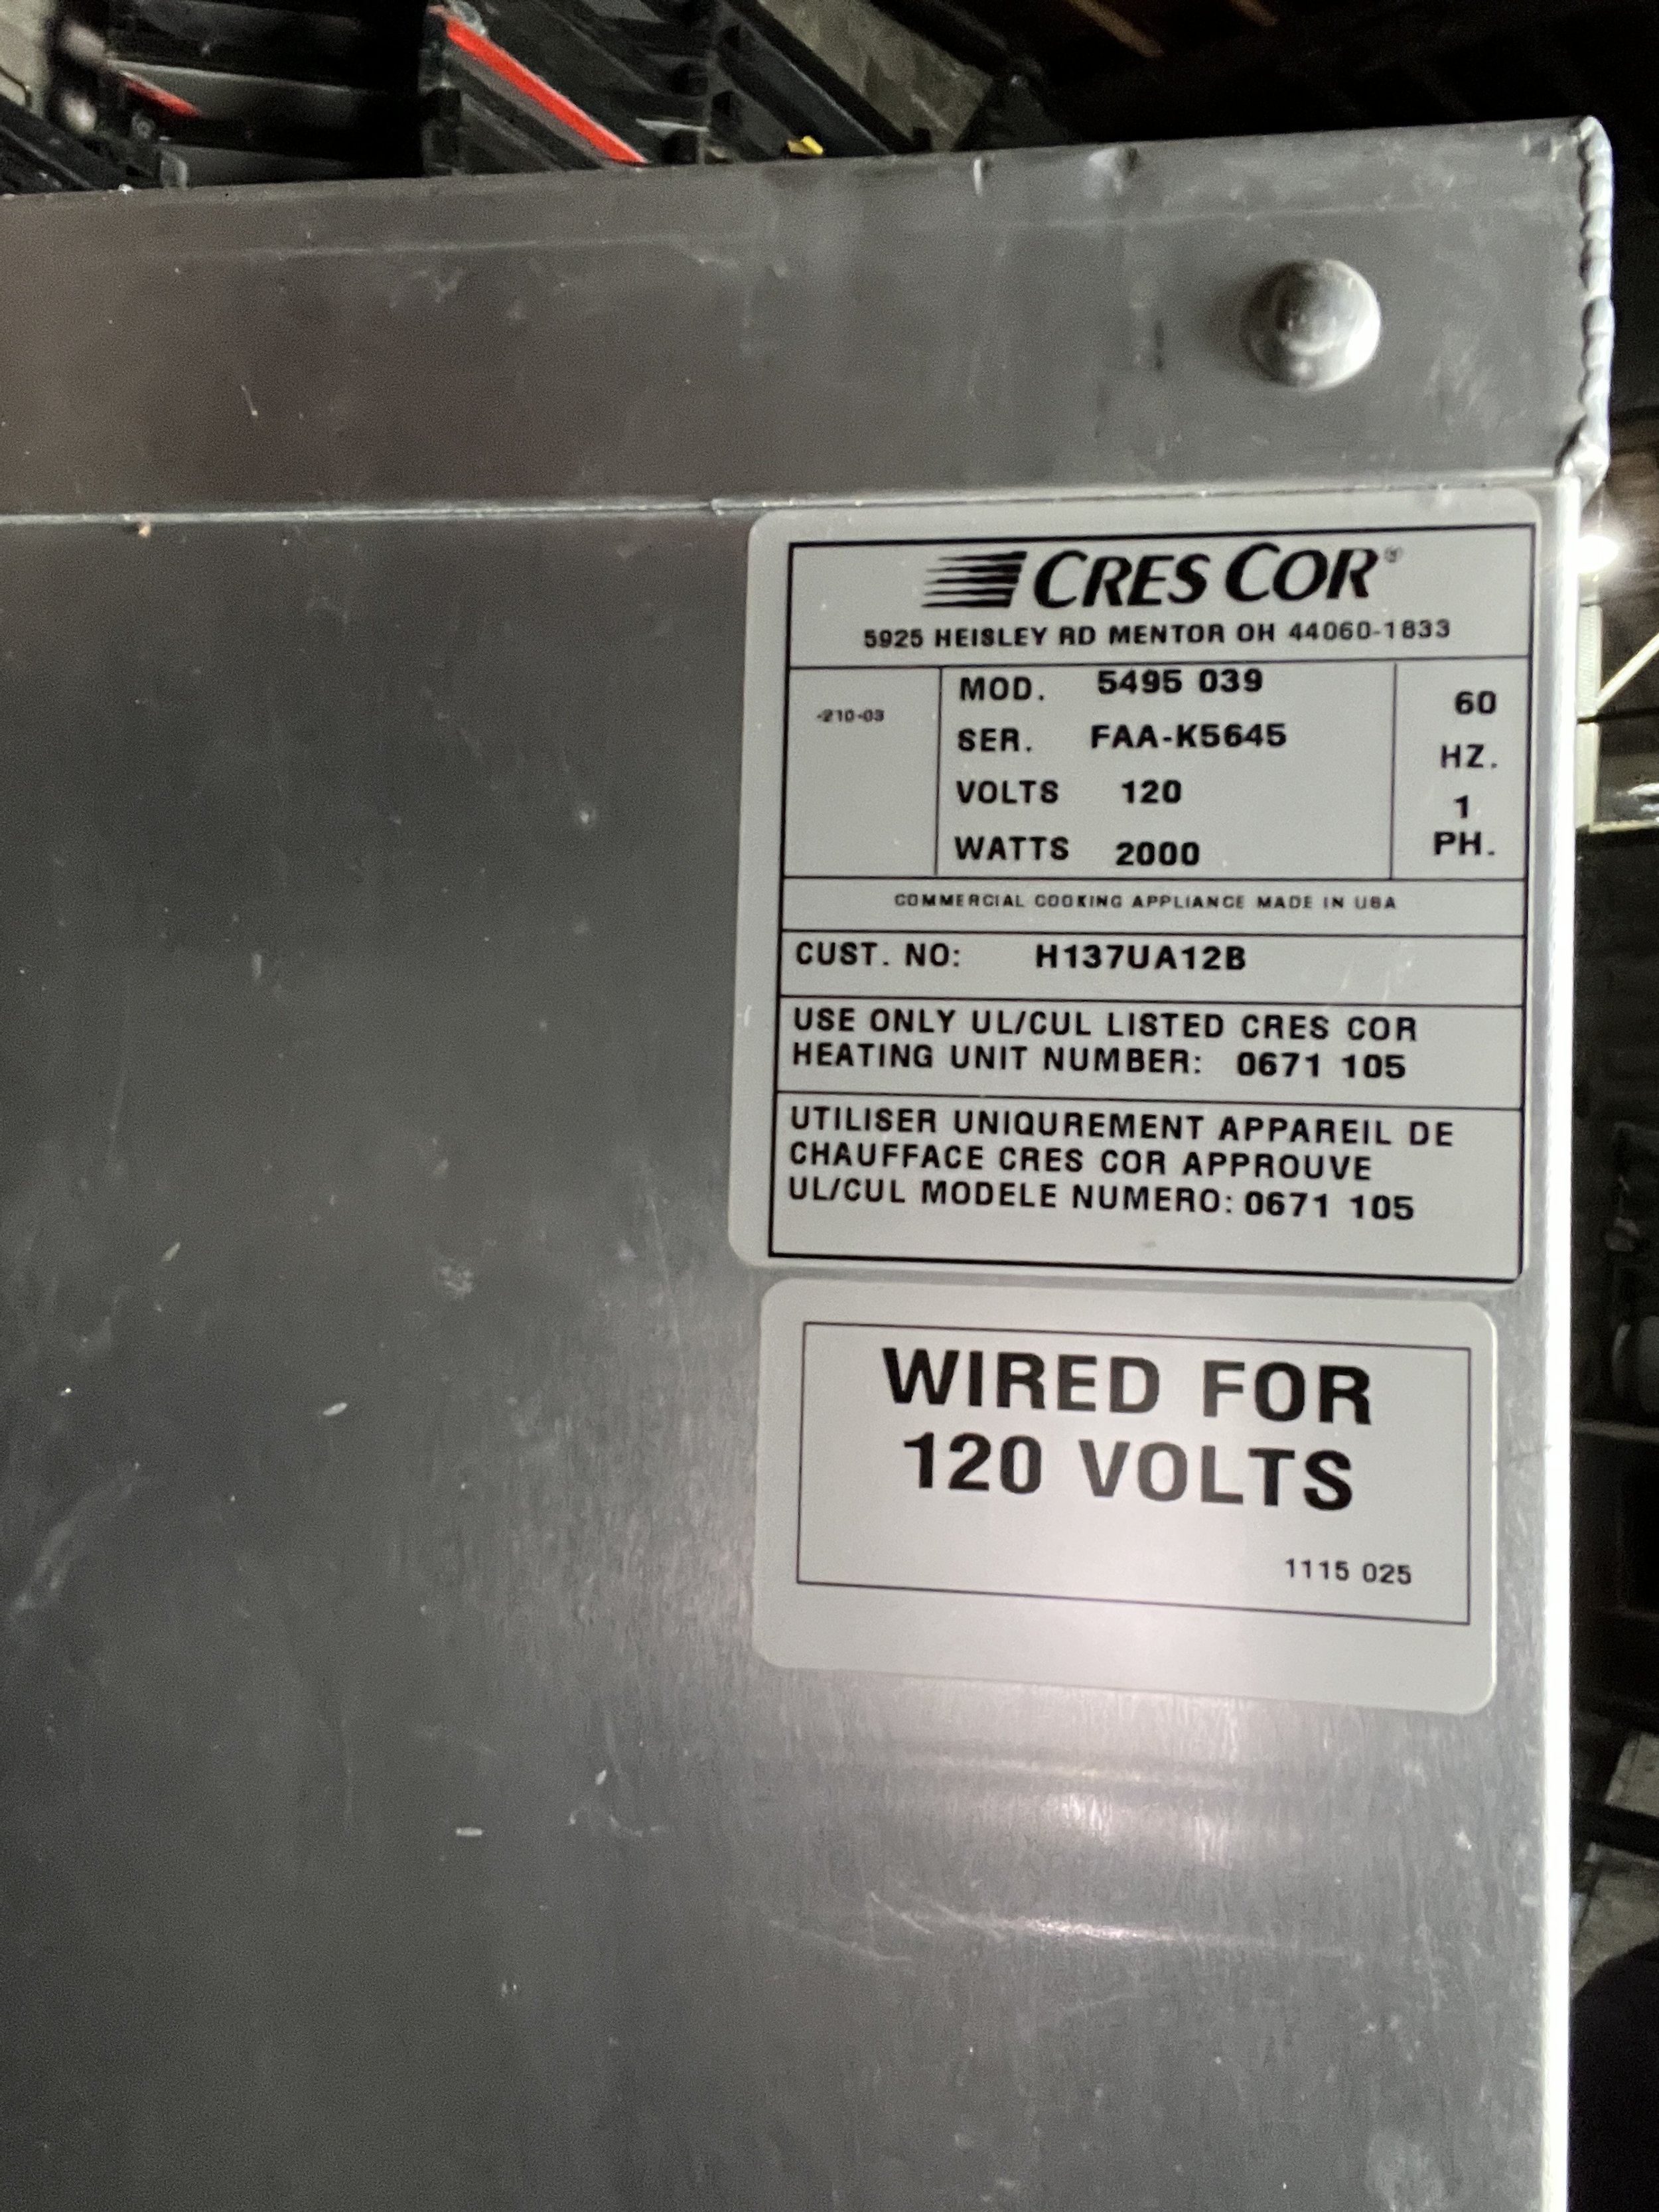 CRES COR®
5925 HEISLEY RD MENTOR OH 44060-1833
-210-03
MOD. 5495 039
SER. FAA-K5645
VOLTS 120
WATTS 2000
60
HZ.
1
PH.
COMMERCIAL COOKING APPLIANCE MADE IN USA
CUST. NO: H137UA12B
USE ONLY UL/CUL LISTED CRES COR
HEATING UNIT NUMBER: 0671 105
UTILISER UNIQUREMENT APPAREIL DE
CHAUFFACE CRES COR APPROUVE
UL/CUL MODELE NUMERO: 0671 105
WIRED FOR
120 VOLTS
1115 025